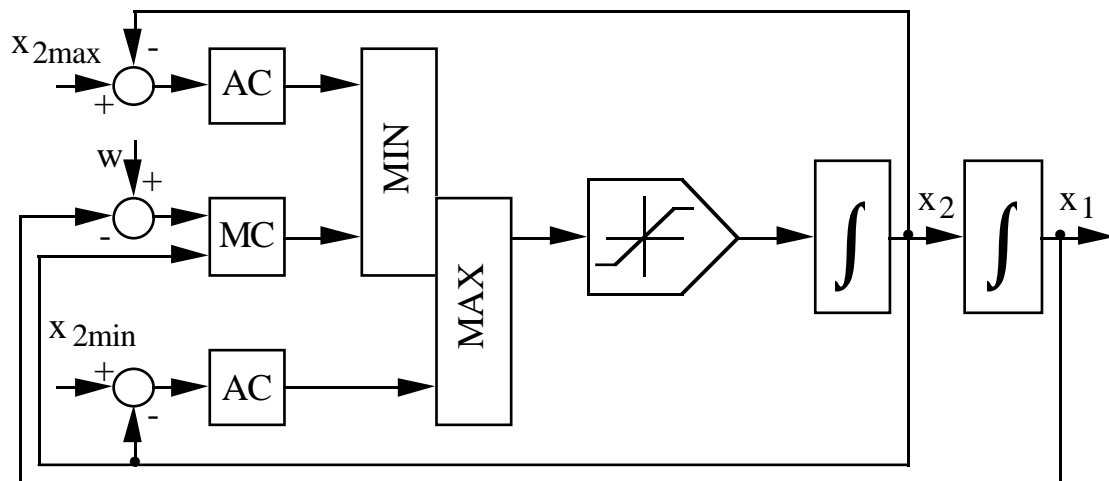 x2max
-
+
AC
MIN
w
+
-
MC
MAX
∫
x2
∫
x1
x2min
+
-
AC